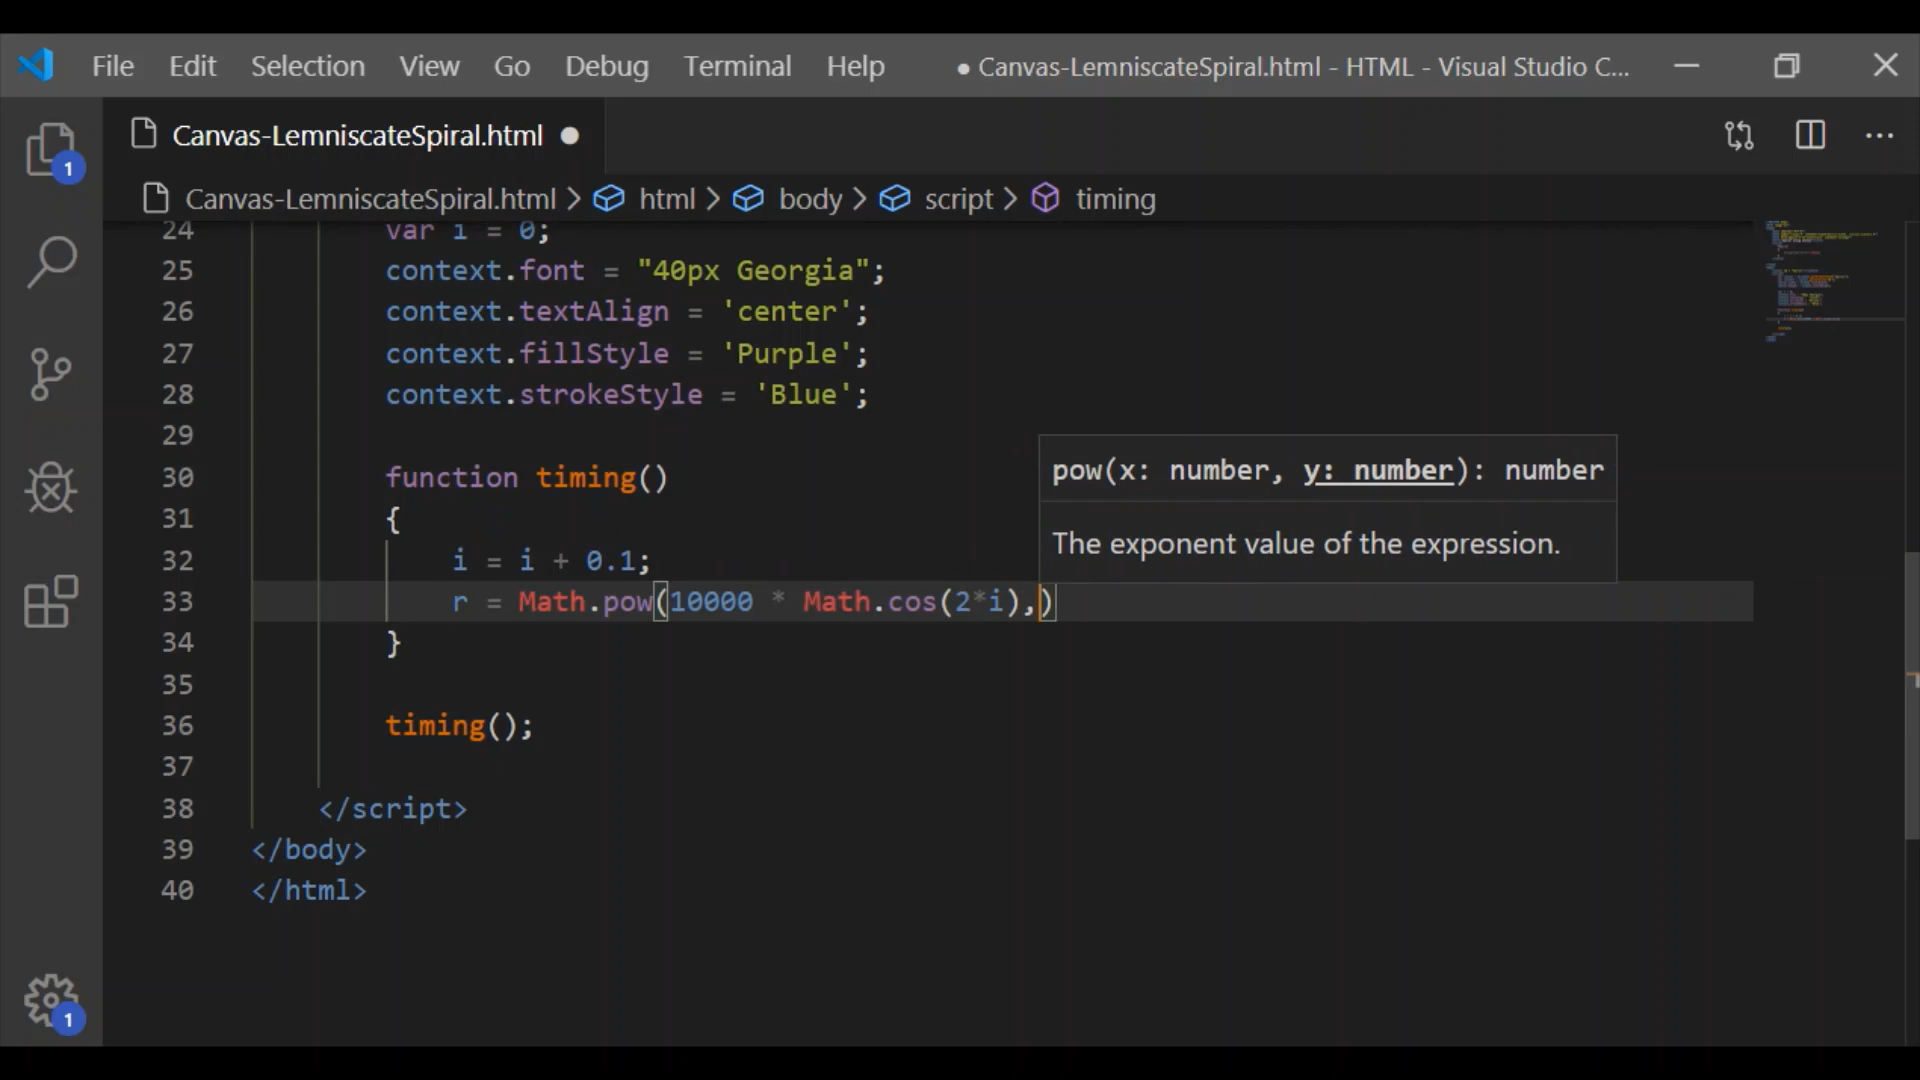 File Edit Selection View Go Debug Terminal Help ● Canvas-LemniscateSpiral.html - HTML - Visual Studio C...
Canvas-LemniscateSpiral.html ●
Canvas-LemniscateSpiral.html > html > body > script > timing
24 var i = 0;
25 context.font = "40px Georgia";
26 context.textAlign = 'center';
27 context.fillStyle = 'Purple';
28 context.strokeStyle = 'Blue';
29
pow(x: number, y: number): number
30 function timing()
31 {
The exponent value of the expression.
32 i = i + 0.1;
33 r = Math.pow(10000 * Math.cos(2*i),)
34 }
35
36 timing();
37
38 </script>
39 </body>
40 </html>
1
1